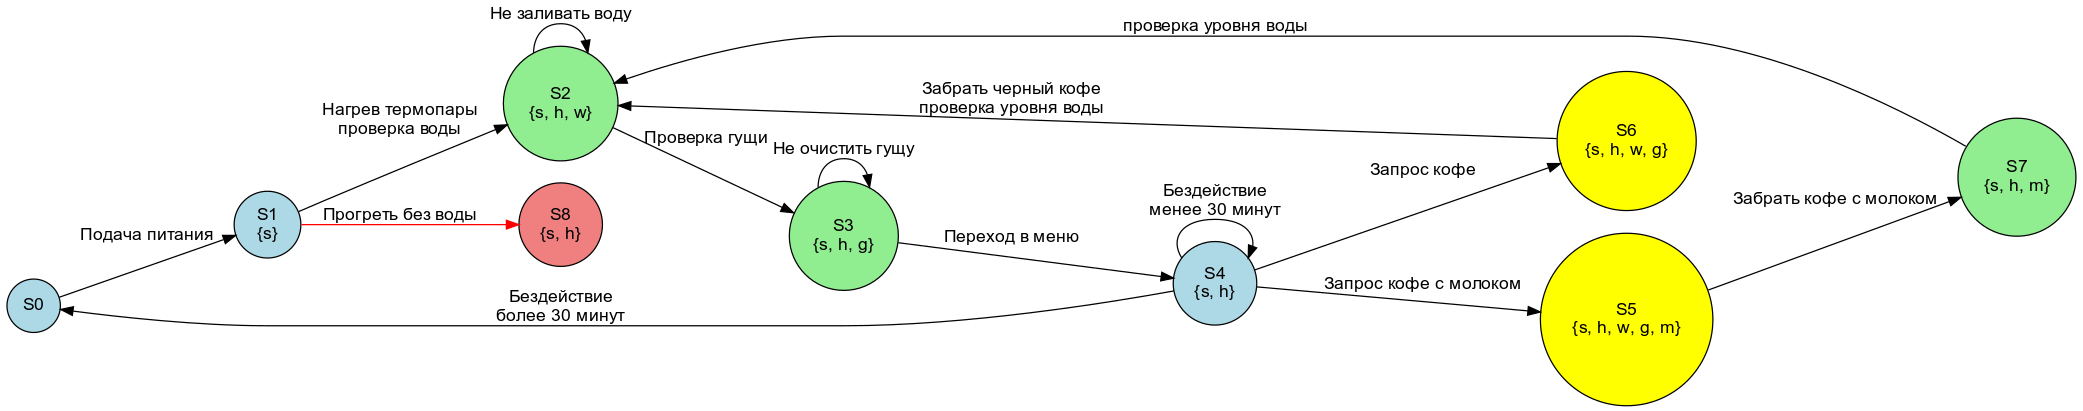 Не заливать воду
проверка уровня воды
S2
{s, h, w}
Забрать черный кофе
проверка уровня воды
Нагрев термопары
проверка воды
S6
{s, h, w, g}
Проверка гущи
Не очистить гущу
Запрос кофе
S7
{s, h, m}
S1
{s}
Прогреть без воды
S8
{s, h}
Бездействие
менее 30 минут
Забрать кофе с молоком
Подача питания
S3
{s, h, g}
Переход в меню
S4
{s, h}
Запрос кофе с молоком
S0
Бездействие
более 30 минут
S5
{s, h, w, g, m}